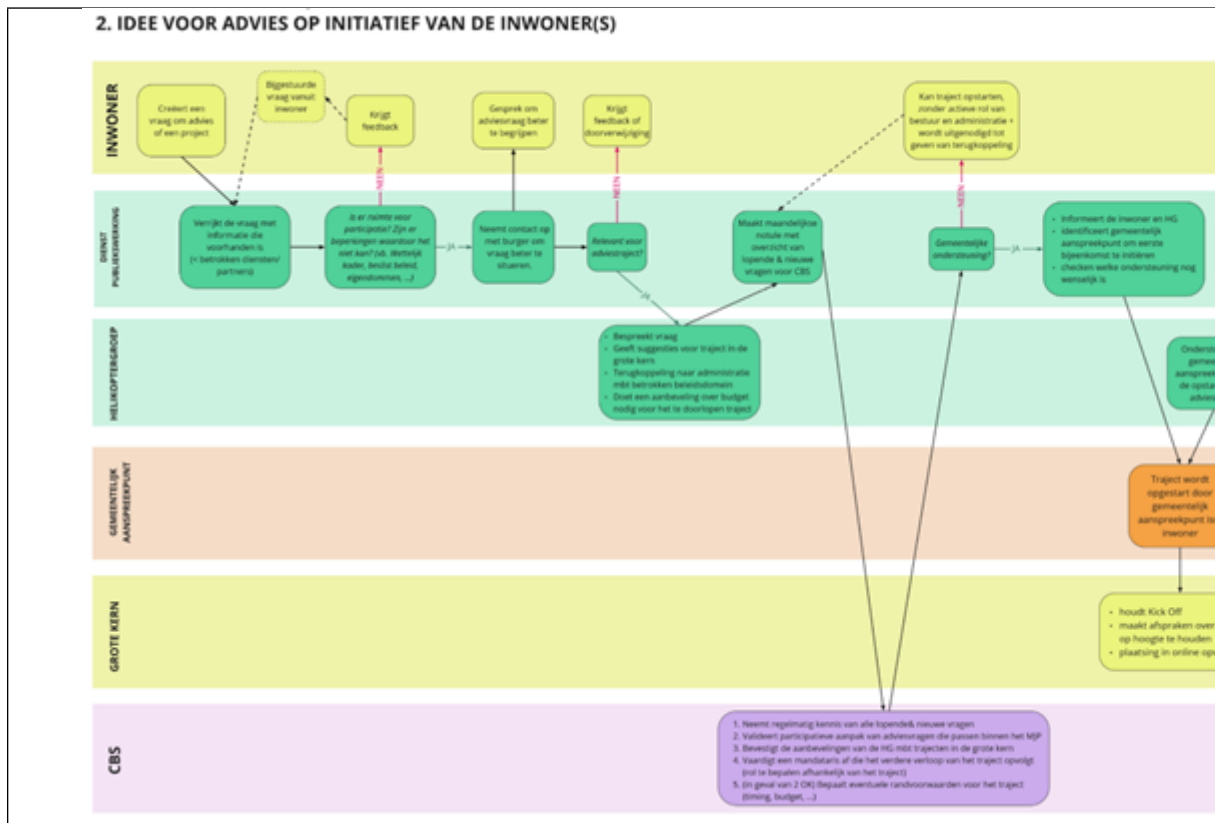 2. IDEE VOOR ADVIES OP INITIATIEF VAN DE INWONER(S)
INWONER
Creëert een
vraag om advies
of een project
Bijgestuurde
vraag vanuit
inwoner
Krijgt
feedback
Gesprek om
adviesvraag beter
te begrijpen
Krijgt
feedback of
doorverwijziging
Kan traject opstarten,
zonder actieve rol van
bestuur en administratie +
wordt uitgenodigd tot
geven van terugkoppeling
NEEN
NEEN
NEEN
DIENST
PUBLIEKSWERKING
Verrijkt de vraag met
informatie die
voorhanden is
(< betrokken diensten/
partners)
Is er ruimte voor
participatie? Zijn er
beperkingen waardoor het
niet kan? (vb. Wettelijk
kader, beslist beleid,
eigendommen, ...)
JA
Neemt contact op
met burger om
vraag beter te
situeren.
Relevant voor
adviestraject?
JA
Maakt maandelijkse
notule met
overzicht van
lopende & nieuwe
vragen voor CBS
Gemeentelijke
ondersteuning?
JA
• Informeert de inwoner en HG
• Identificeert gemeentelijk
aanspreekpunt om eerste
bijeenkomst te initiëren
• checken welke ondersteuning nog
wenselijk is
HELIKOPTERGROEP
• Bespreekt vraag
• Geeft suggesties voor traject in de
grote kern
• Terugkoppeling naar administratie
mbt betrokken beleidsdomein
• Doet een aanbeveling over budget
nodig voor het te doorlopen traject
Onderst
gemee
aanspreek
de opsta
advies
GEMEENTELIJK
AANSPREEKPUNT
Traject wordt
opgestart door
gemeentelijk
aanspreekpunt is
inwoner
GROTE KERN
• houdt Kick Off
• maakt afspraken over
op hoogte te houden
• plaatsing in online op
CBS
1. Neemt regelmatig kennis van alle lopende& nieuwe vragen
2. Valideert participatieve aanpak van adviesvragen die passen binnen het MJP
3. Bevestigt de aanbevelingen van de HG mbt trajecten in de grote kern
4. Vaardigt een mandataris af die het verdere verloop van het traject opvolgt
(rol te bepalen afhankelijk van het traject)
5. (in geval van 2 OK) Bepaalt eventuele randvoorwaarden voor het traject
(timing, budget, ...)